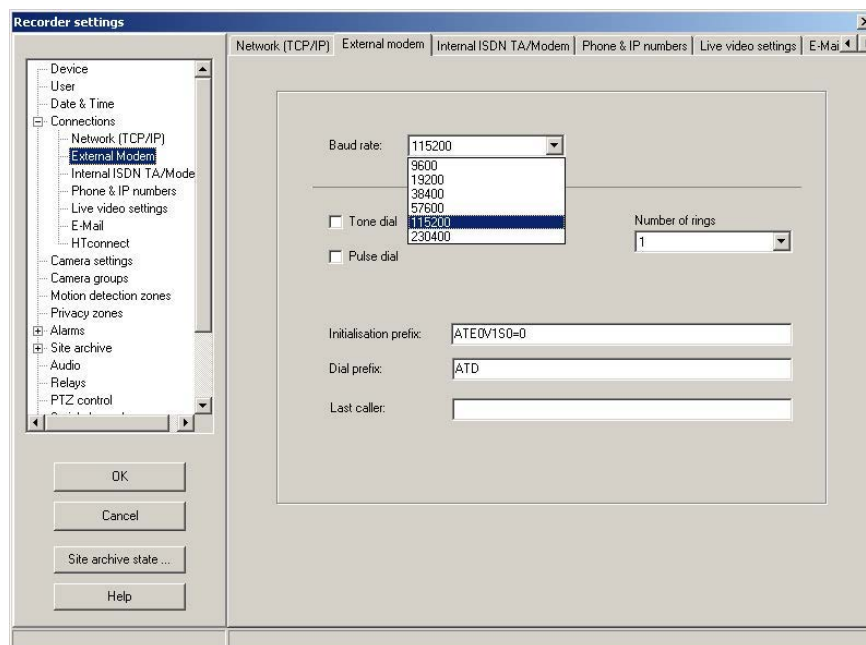 Recorder settings
Network (TCP/IP) External modem Internal ISDN TA/Modem Phone & IP numbers Live video settings E-Mai
Device
User
Date & Time
Connections
Network (TCP/IP)
External Modem
Internal ISDN TA/Mode
Phone & IP numbers
Live video settings
E-Mail
HTconnect
Camera settings
Camera groups
Motion detection zones
Privacy zones
Alarms
Site archive
Audio
Relays
PTZ control
OK
Cancel
Site archive state ...
Help
Baud rate: 115200
9600
19200
38400
57600
115200
230400
Tone dial
Pulse dial
Number of rings
1
Initialisation prefix: ATE0V1S0=0
Dial prefix: ATD
Last caller: